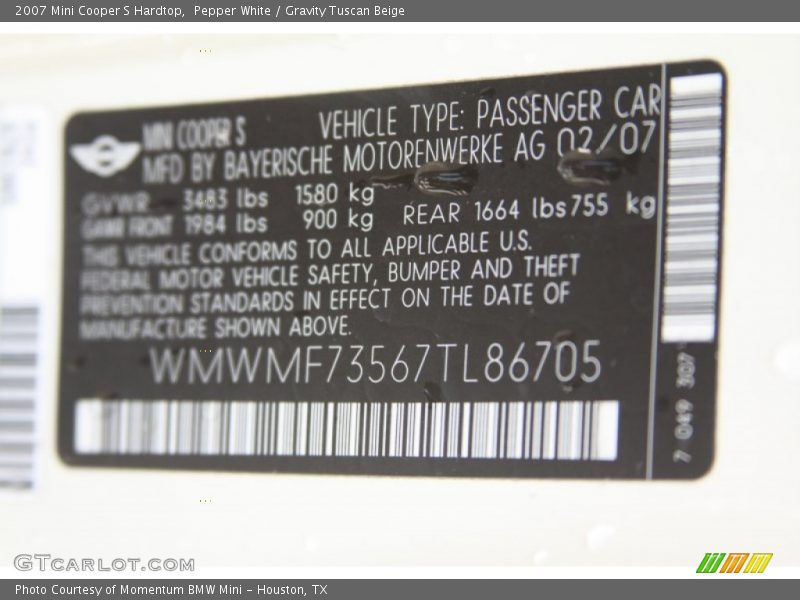 2007 Mini Cooper S Hardtop,  Pepper White / Gravity Tuscan Beige
MINI COOPER S VEHICLE TYPE: PASSENGER CAR
MFD BY BAYERISCHE MOTORENWERKE AG 02/07
GVWR 3483 lbs 1580 kg
GAWR FRONT 1984 lbs 900 kg REAR 1664 lbs 755 kg
THIS VEHICLE CONFORMS TO ALL APPLICABLE U.S.
FEDERAL MOTOR VEHICLE SAFETY, BUMPER AND THEFT
PREVENTION STANDARDS IN EFFECT ON THE DATE OF
MANUFACTURE SHOWN ABOVE.
WMWMF73567TL86705
7 049 307
GTCARLOT.COM
Photo Courtesy of Momentum BMW Mini - Houston, TX